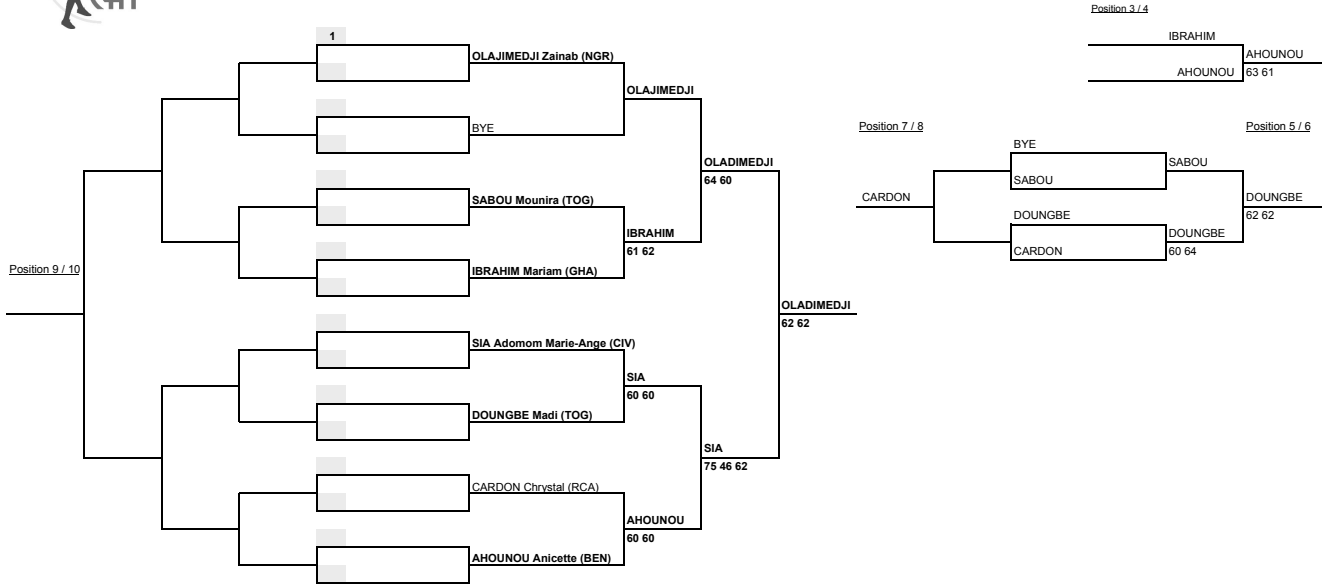 Position 3 / 4
1
IBRAHIM
OLAJIMEDJI Zainab (NGR)
AHOUNOU
AHOUNOU
63 61
OLAJIMEDJI
BYE
Position 7 / 8
Position 5 / 6
BYE
OLADIMEDJI
SABOU
64 60
SABOU
SABOU Mounira (TOG)
CARDON
DOUNGBE
62 62
DOUNGBE
IBRAHIM
DOUNGBE
61 62
CARDON
60 64
Position 9 / 10
IBRAHIM Mariam (GHA)
OLADIMEDJI
62 62
SIA Adomom Marie-Ange (CIV)
SIA
60 60
DOUNGBE Madi (TOG)
SIA
75 46 62
CARDON Chrystal (RCA)
AHOUNOU
60 60
AHOUNOU Anicette (BEN)